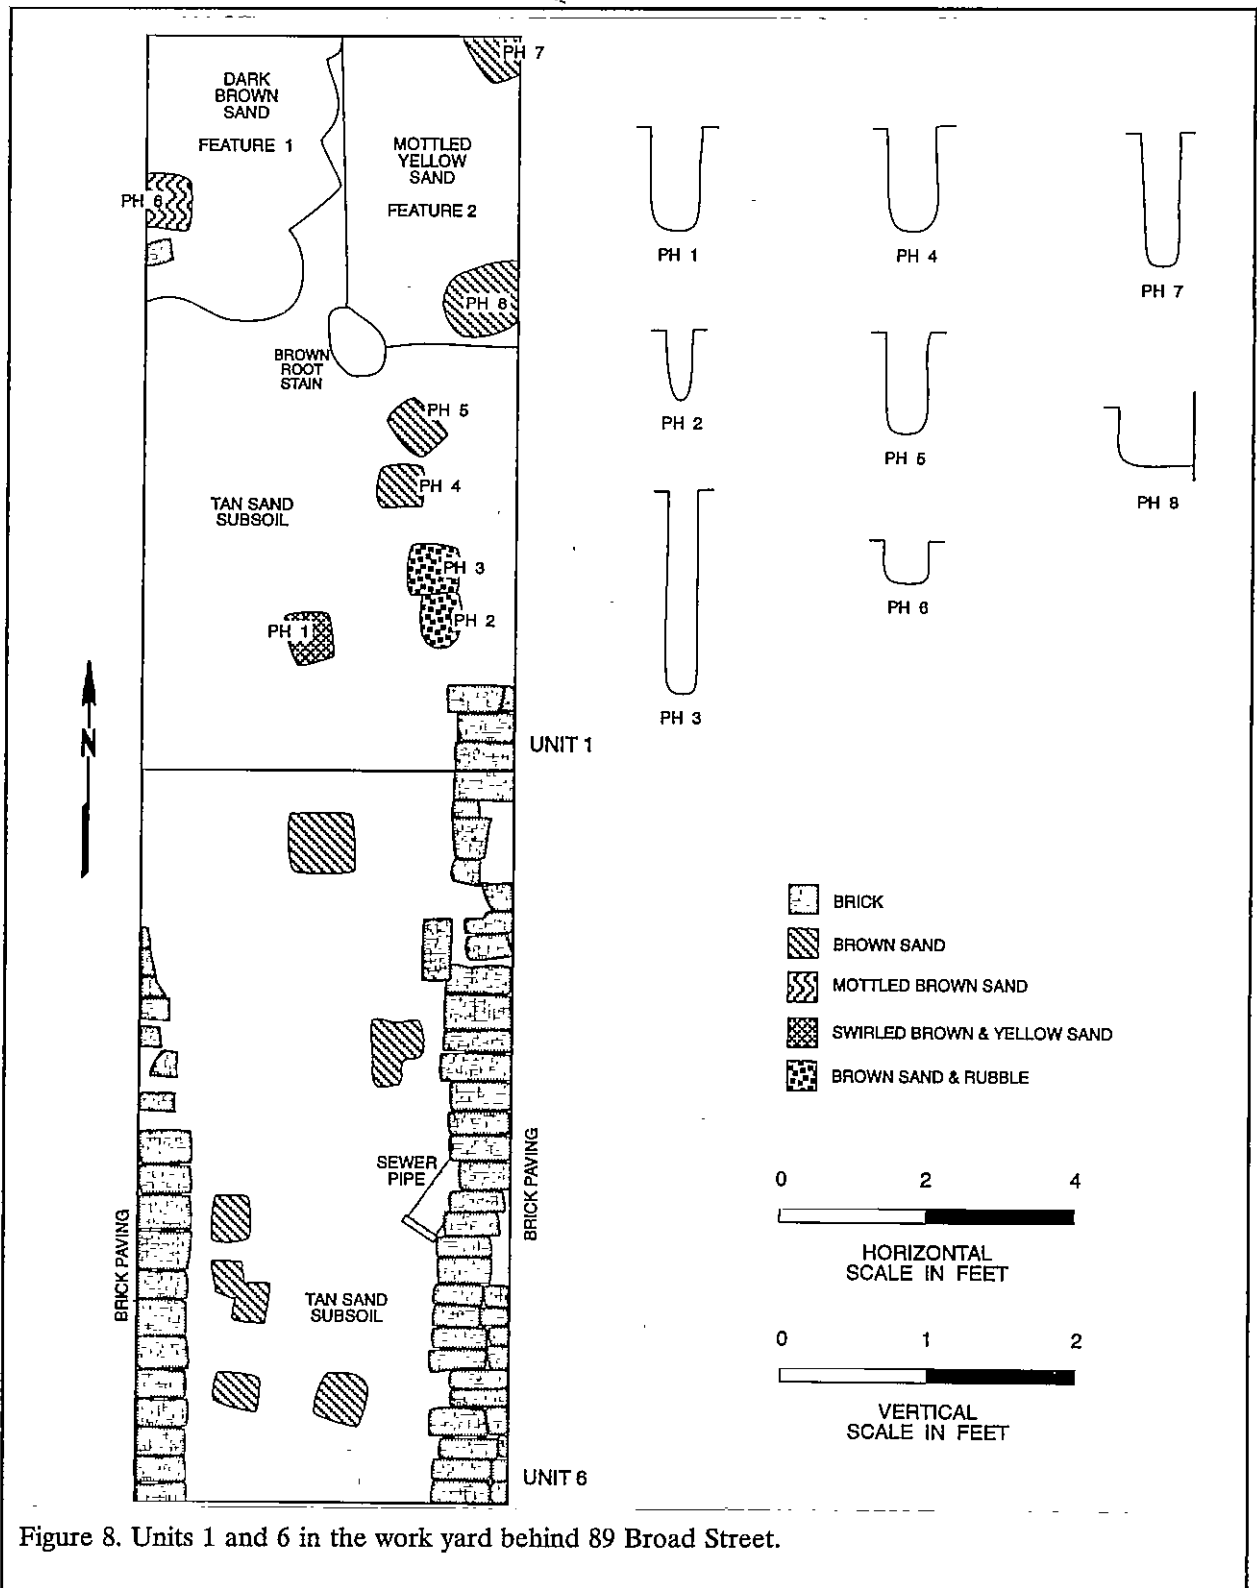 PH 7
DARK
BROWN
SAND
FEATURE 1
MOTTLED
YELLOW
SAND
FEATURE 2
PH 6
PH 8
BROWN
ROOT
STAIN
PH 5
PH 4
TAN SAND
SUBSOIL
PH 3
PH 2
PH 1
N
UNIT 1
PH 1
PH 4
PH 7
PH 2
PH 5
PH 8
PH 3
PH 6
BRICK
BROWN SAND
MOTTLED BROWN SAND
SWIRLED BROWN & YELLOW SAND
BROWN SAND & RUBBLE
SEWER
PIPE
BRICK PAVING
BRICK PAVING
TAN SAND
SUBSOIL
UNIT 6
0 2 4
HORIZONTAL
SCALE IN FEET
0 1 2
VERTICAL
SCALE IN FEET
Figure 8. Units 1 and 6 in the work yard behind 89 Broad Street.